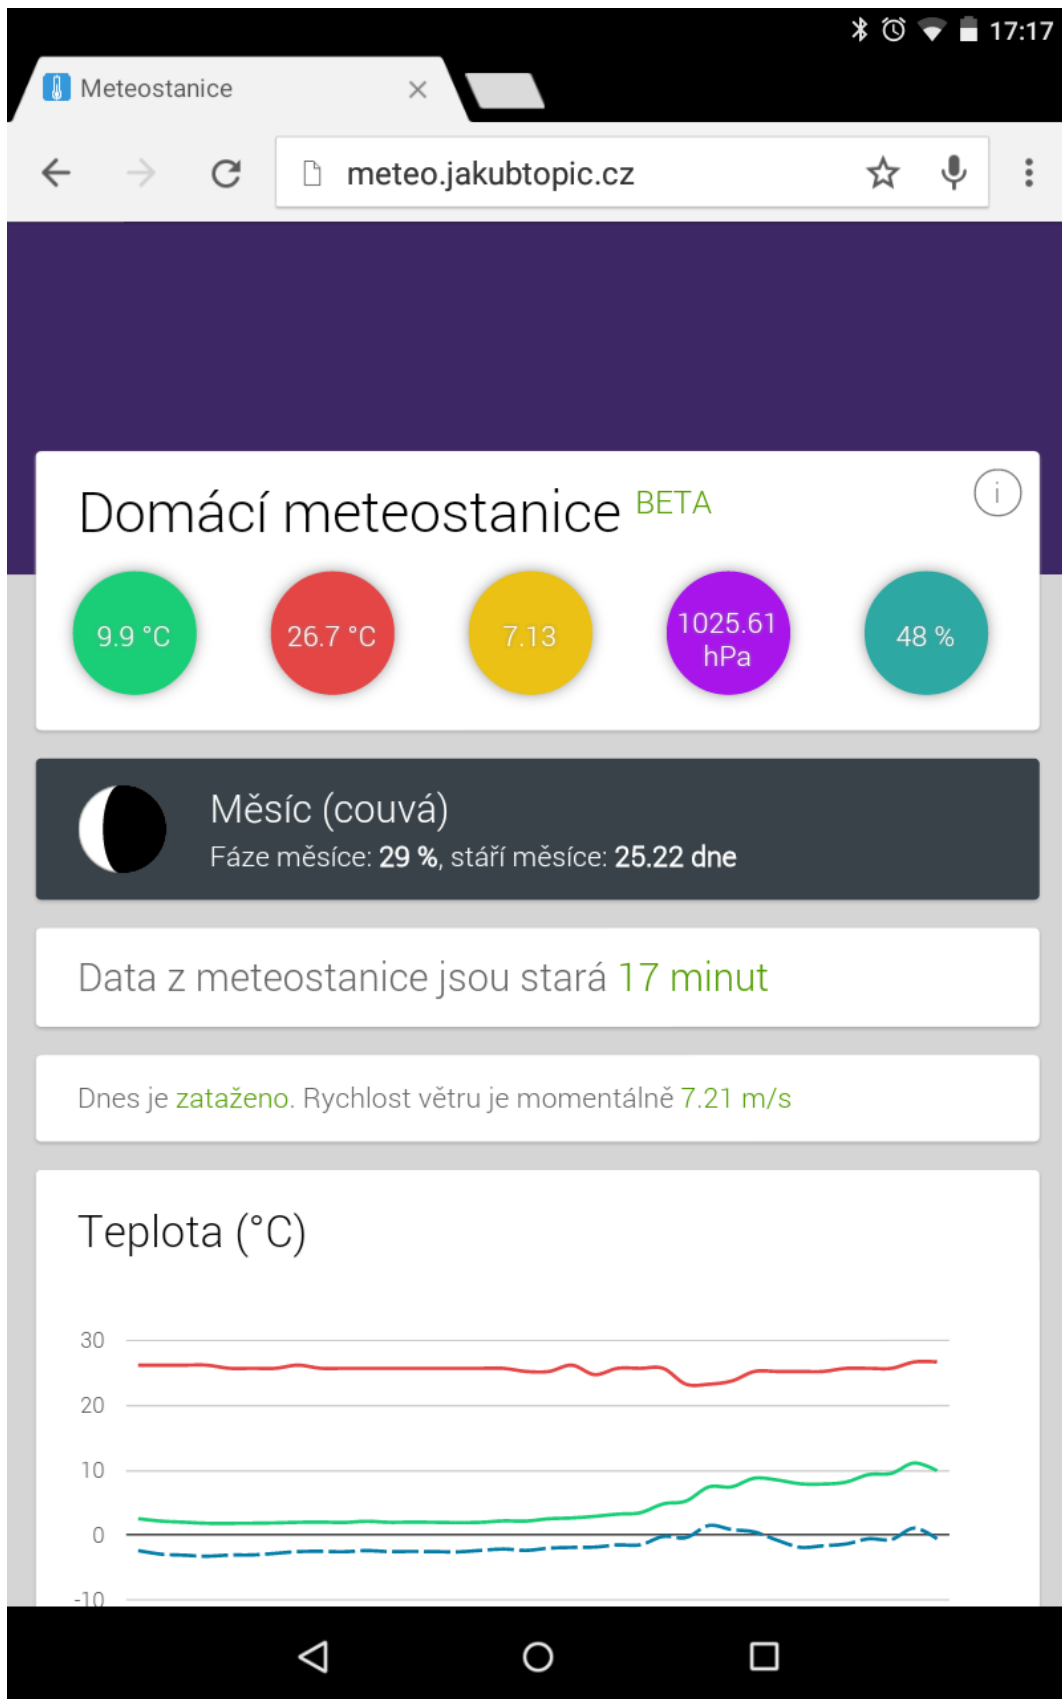 17:17
Meteostanice
meteo.jakubtopic.cz
Domácí meteostanice BETA
i
9.9 °C
26.7 °C
7.13
1025.61
hPa
48 %
Měsíc (couvá)
Fáze měsíce: 29 %, stáří měsíce: 25.22 dne
Data z meteostanice jsou stará 17 minut
Dnes je zataženo. Rychlost větru je momentálně 7.21 m/s
Teplota (°C)
30
20
10
0
-10